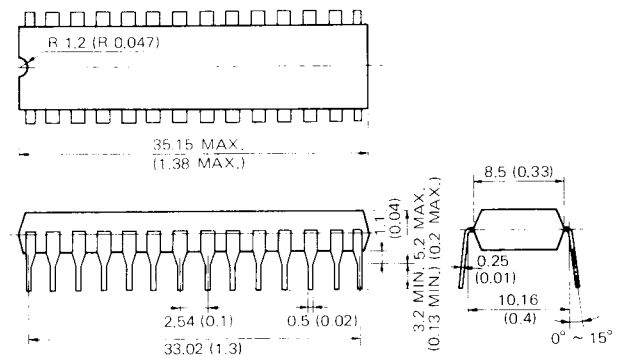 R 1.2 (R 0.047)
35.15 MAX.
(1.38 MAX.)
8.5 (0.33)
1.1
(0.04)
3.2 MIN. 5.2 MAX.
(0.13 MIN.) (0.2 MAX.)
0.25
(0.01)
10.16
(0.4)
0° ~ 15°
2.54 (0.1)
0.5 (0.02)
33.02 (1.3)